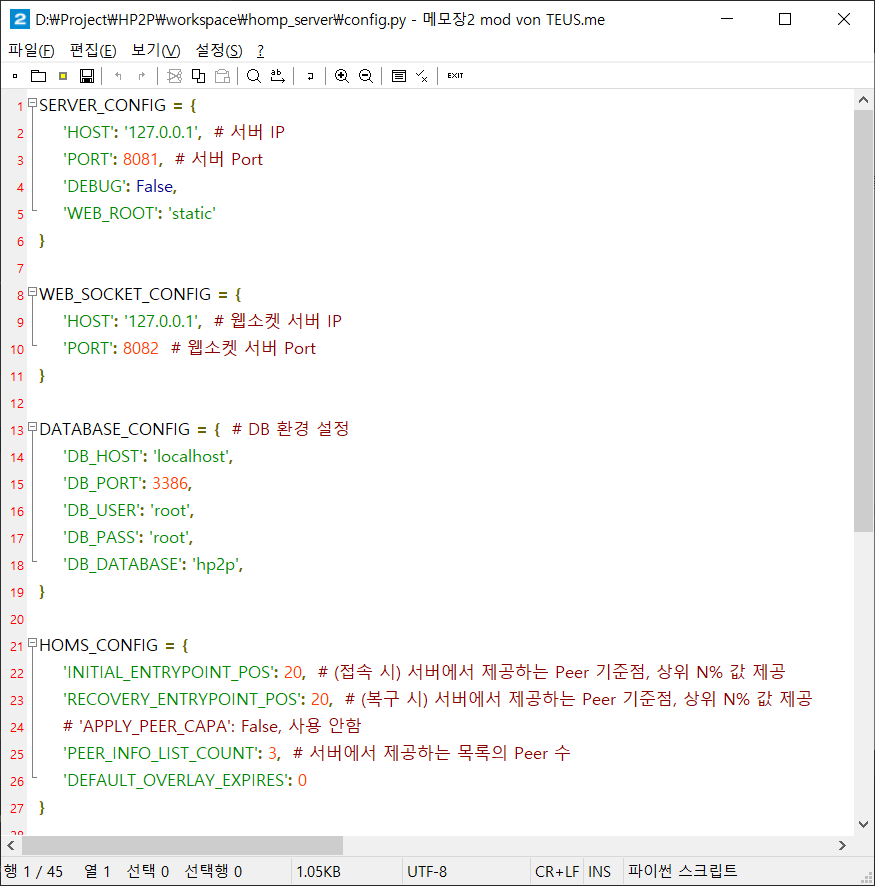 D:₩Project₩HP2P₩workspace₩homp_server₩config.py - 메모장2 mod von TEUS.me
파일(F) 편집(E) 보기(V) 설정(S) ?
EXIT
1 SERVER_CONFIG = {
2 'HOST': '127.0.0.1', # 서버 IP
3 'PORT': 8081, # 서버 Port
4 'DEBUG': False,
5 'WEB_ROOT': 'static'
6 }
7
8 WEB_SOCKET_CONFIG = {
9 'HOST': '127.0.0.1', # 웹소켓 서버 IP
10 'PORT': 8082 # 웹소켓 서버 Port
11 }
12
13 DATABASE_CONFIG = { # DB 환경 설정
14 'DB_HOST': 'localhost',
15 'DB_PORT': 3386,
16 'DB_USER': 'root',
17 'DB_PASS': 'root',
18 'DB_DATABASE': 'hp2p',
19 }
20
21 HOMS_CONFIG = {
22 'INITIAL_ENTRYPOINT_POS': 20, # (접속 시) 서버에서 제공하는 Peer 기준점, 상위 N% 값 제공
23 'RECOVERY_ENTRYPOINT_POS': 20, # (복구 시) 서버에서 제공하는 Peer 기준점, 상위 N% 값 제공
24 # 'APPLY_PEER_CAPA': False, 사용 안함
25 'PEER_INFO_LIST_COUNT': 3, # 서버에서 제공하는 목록의 Peer 수
26 'DEFAULT_OVERLAY_EXPIRES': 0
27 }
28
행 1 / 45 열 1 선택 0 선택행 0 1.05KB UTF-8 CR+LF INS 파이썬 스크립트